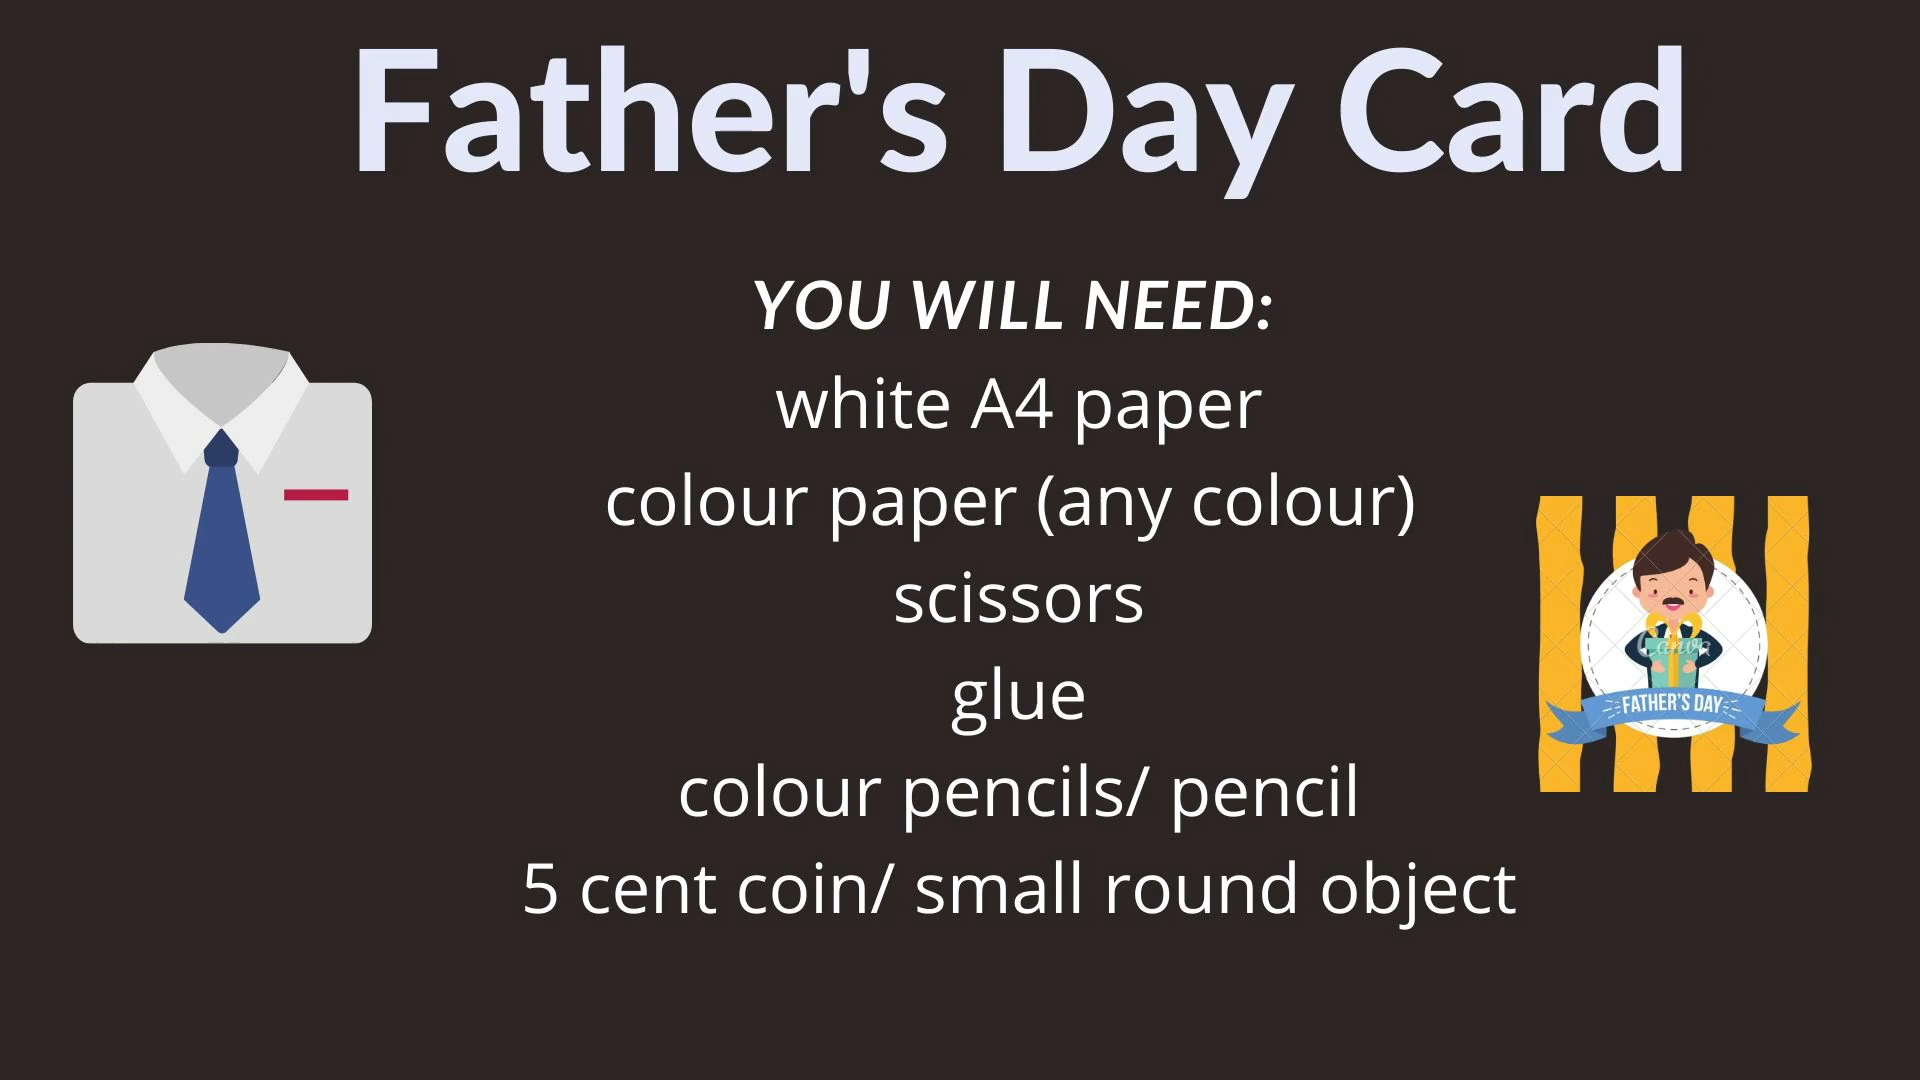 Father's Day Card
YOU WILL NEED:
white A4 paper
colour paper (any colour)
scissors
glue
colour pencils/ pencil
5 cent coin/ small round object
Canva
FATHER'S DAY